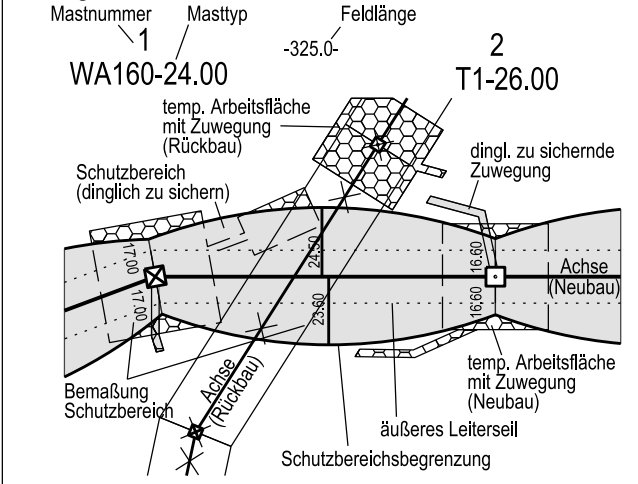 Mastnummer
Masttyp
Feldlänge
1
-325.0-
2
WA160-24.00
T1-26.00
temp. Arbeitsfläche
mit Zuwegung
(Rückbau)
dingl. zu sichernde
Zuwegung
Schutzbereich
(dinglich zu sichern)
17.00
24.50
16.60
Achse
(Neubau)
17.00
23.60
16.60
Achse
(Rückbau)
temp. Arbeitsfläche
mit Zuwegung
(Neubau)
Bemaßung
Schutzbereich
äußeres Leiterseil
Schutzbereichsbegrenzung